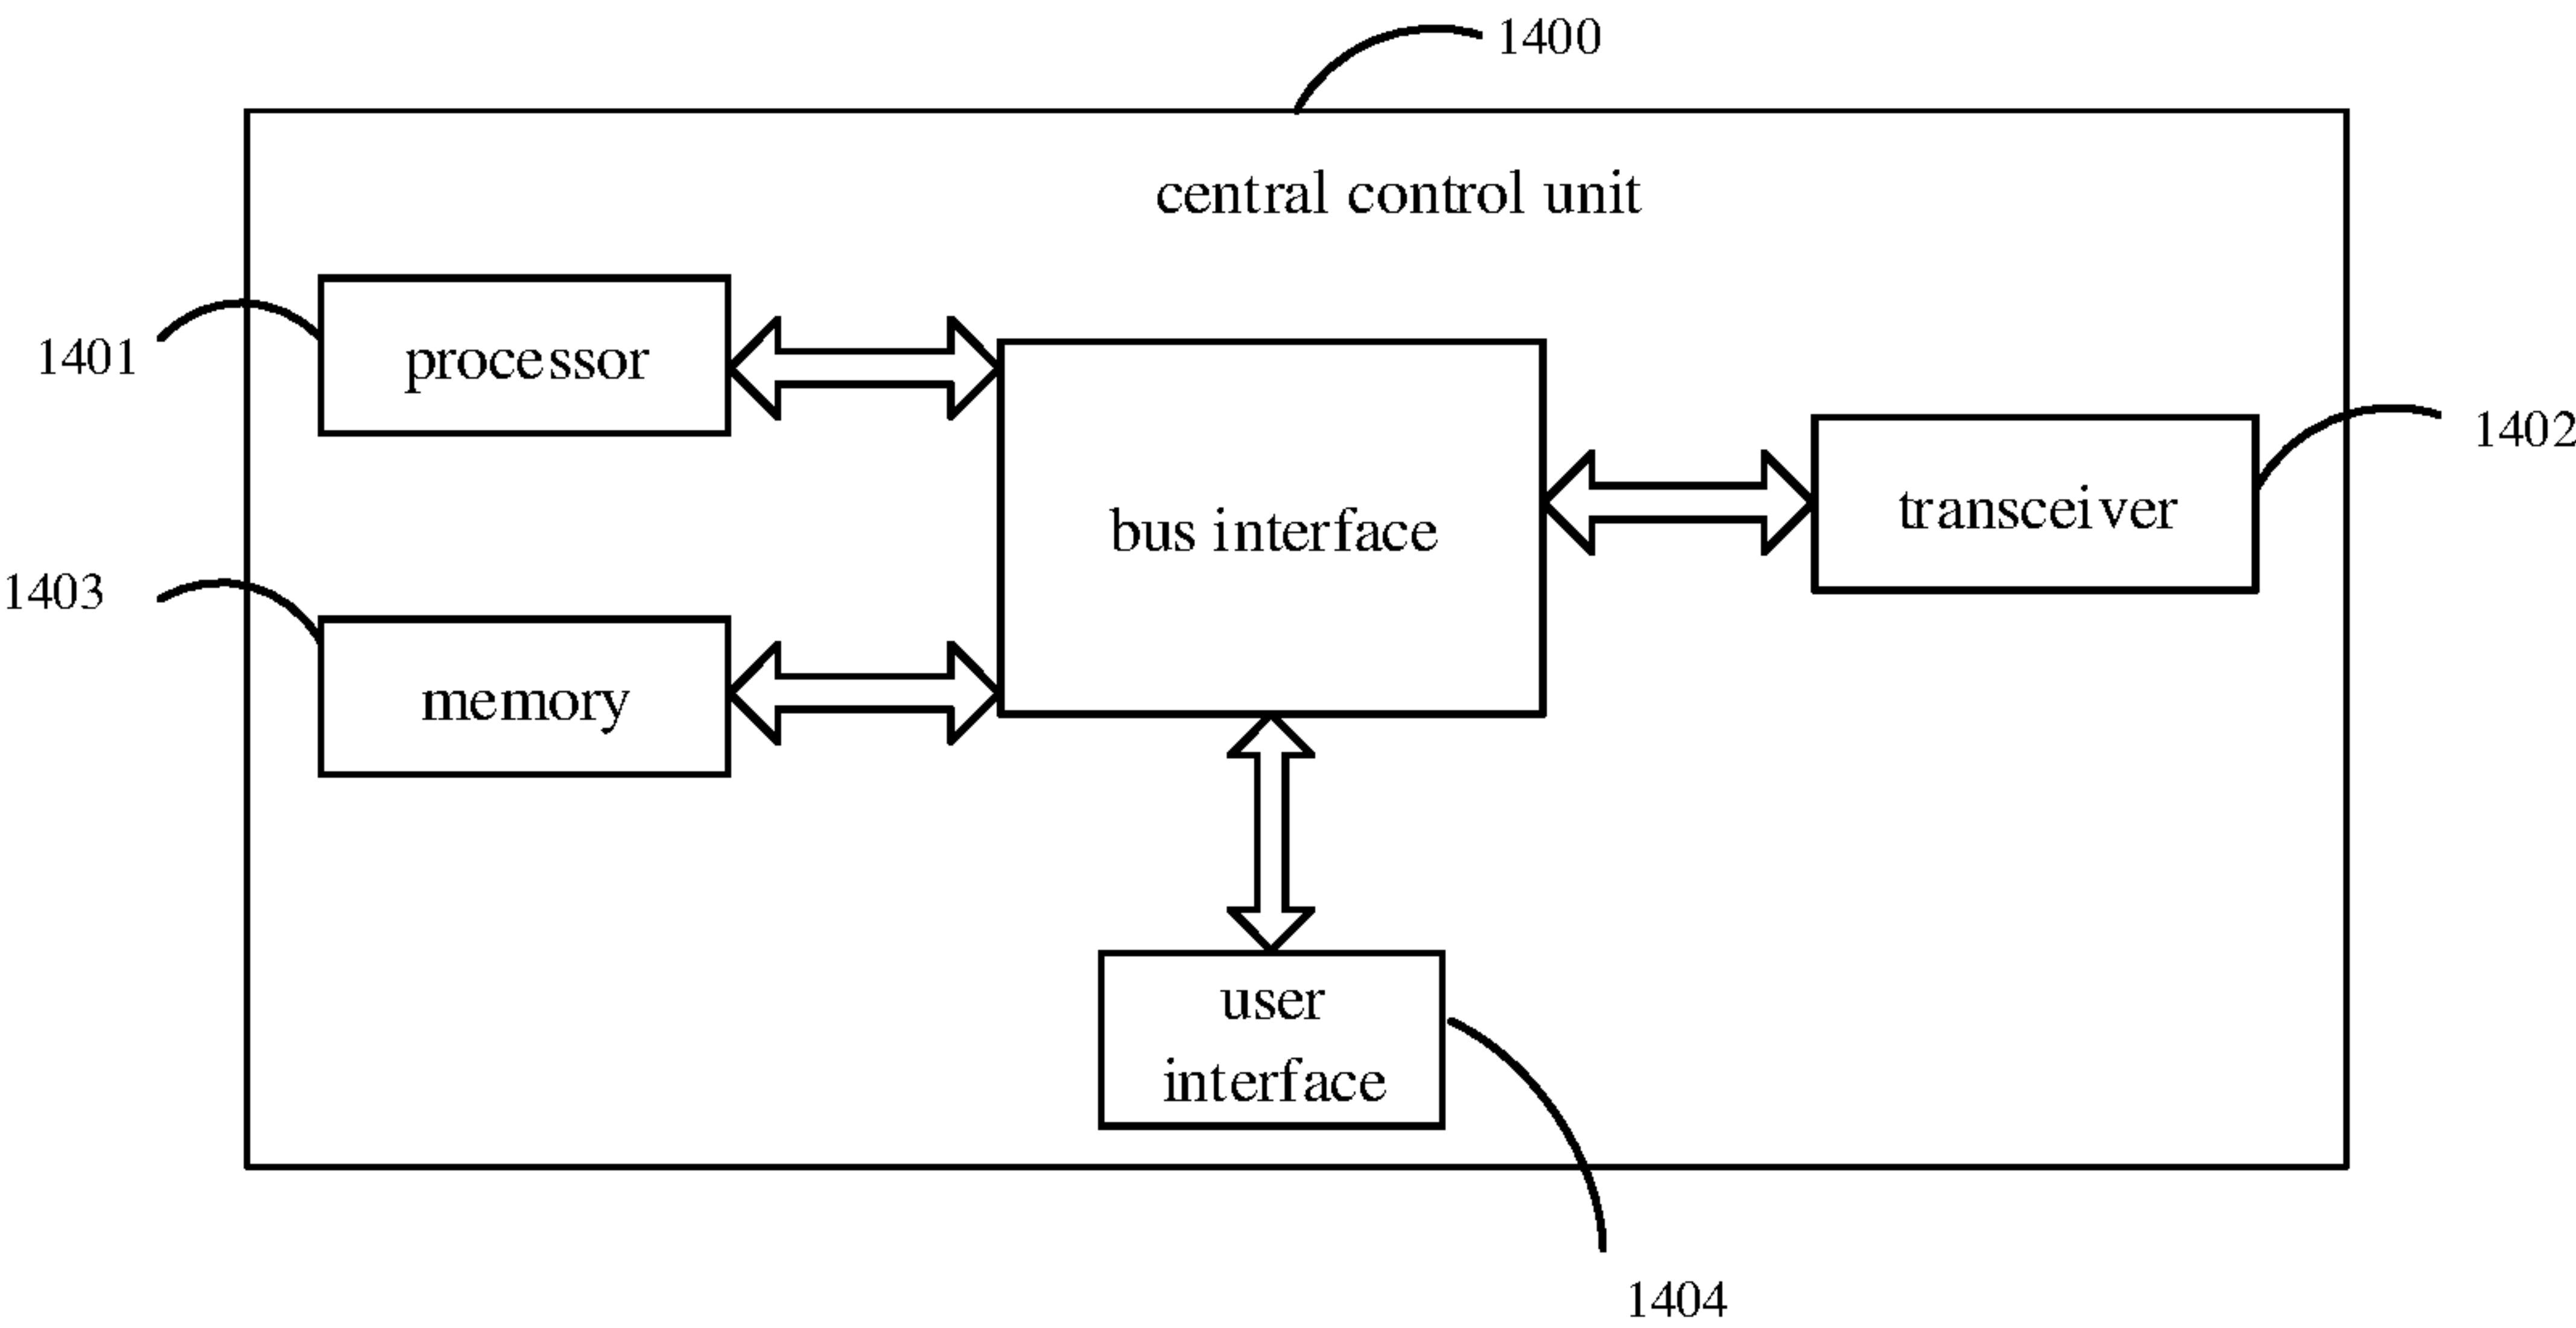 1400
central control unit
1401
processor
bus interface
transceiver
1402
1403
memory
user
interface
1404